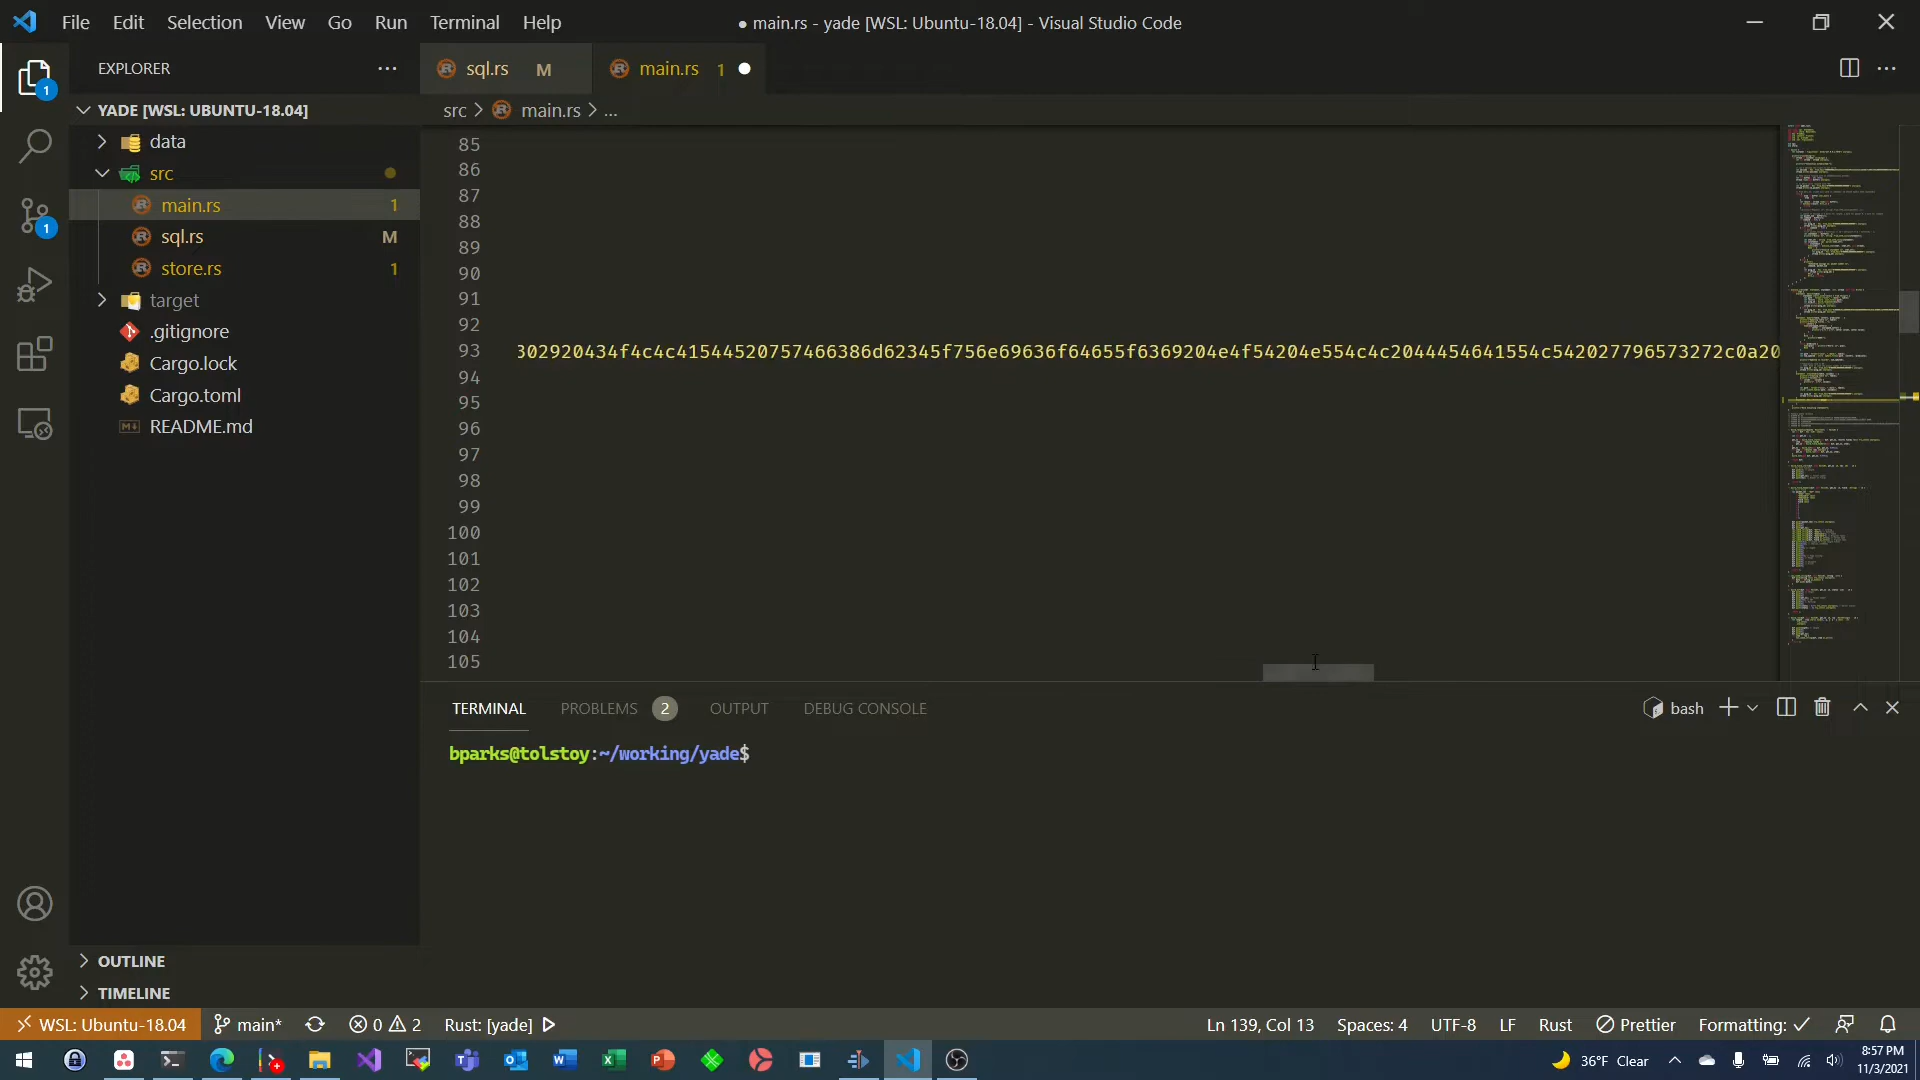 File Edit Selection View Go Run Terminal Help
● main.rs - yade [WSL: Ubuntu-18.04] - Visual Studio Code
EXPLORER
sql.rs M
main.rs 1
YADE [WSL: UBUNTU-18.04]
src > main.rs > ...
data
src
main.rs 1
sql.rs M
store.rs 1
target
.gitignore
Cargo.lock
Cargo.toml
README.md
85
86
87
88
89
90
91
92
93 302920434f4c4c41544520757466386d62345f756e69636f64655f6369204e4f54204e554c4c2044454641554c542027796573272c0a20
94
95
96
97
98
99
100
101
102
103
104
105
TERMINAL PROBLEMS 2 OUTPUT DEBUG CONSOLE
bash
bparks@tolstoy:~/working/yade$
OUTLINE
TIMELINE
WSL: Ubuntu-18.04 main* 0 2 Rust: [yade]
Ln 139, Col 13 Spaces: 4 UTF-8 LF Rust Prettier Formatting: ✓
36°F Clear
8:57 PM
11/3/2021